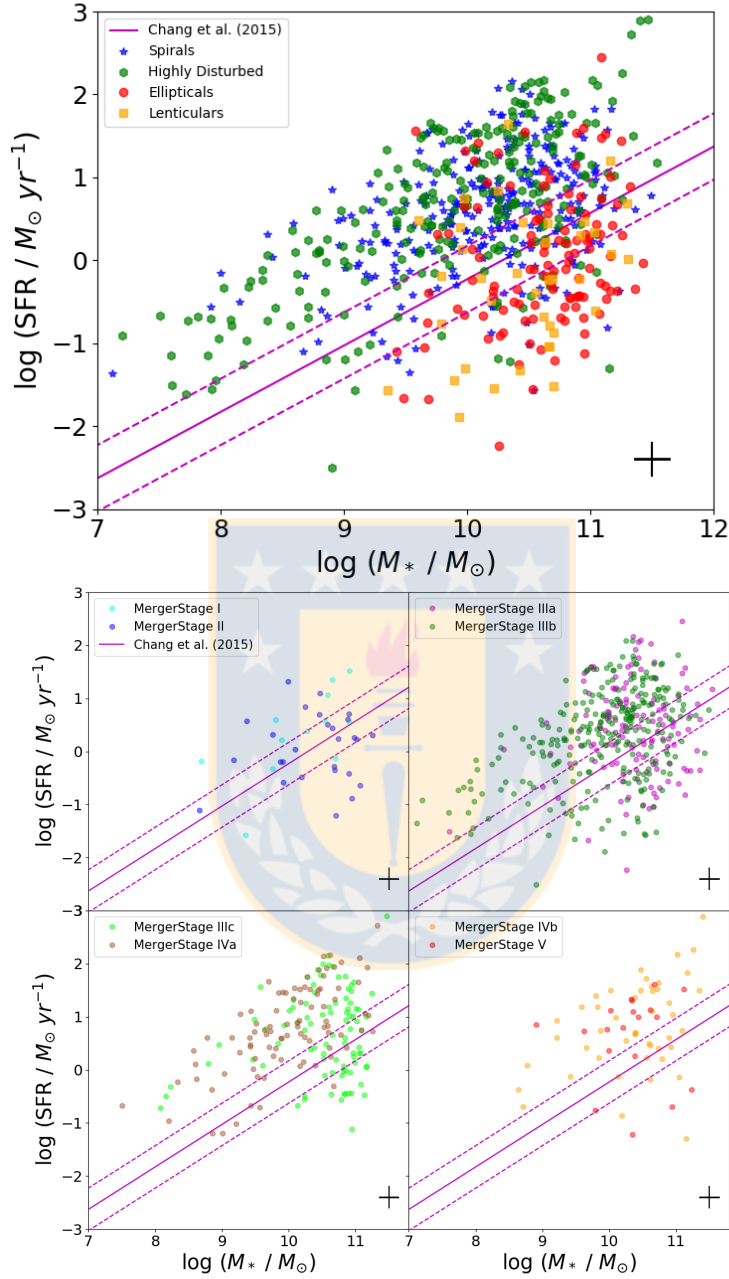 3
2
1
0
−1
−2
−3
log (SFR / M⊙ yr⁻¹)
Chang et al. (2015)
Spirals
Highly Disturbed
Ellipticals
Lenticulars
7 8 9 10 11 12
log (M* / M⊙)
3
2
1
0
−1
−2
−3
log (SFR / M⊙ yr⁻¹)
MergerStage I
MergerStage II
Chang et al. (2015)
MergerStage IIIa
MergerStage IIIb
2
1
0
−1
−2
−3
log (SFR / M⊙ yr⁻¹)
MergerStage IIIc
MergerStage IVa
MergerStage IVb
MergerStage V
7 8 9 10 11 7 8 9 10 11
log (M* / M⊙) log (M* / M⊙)